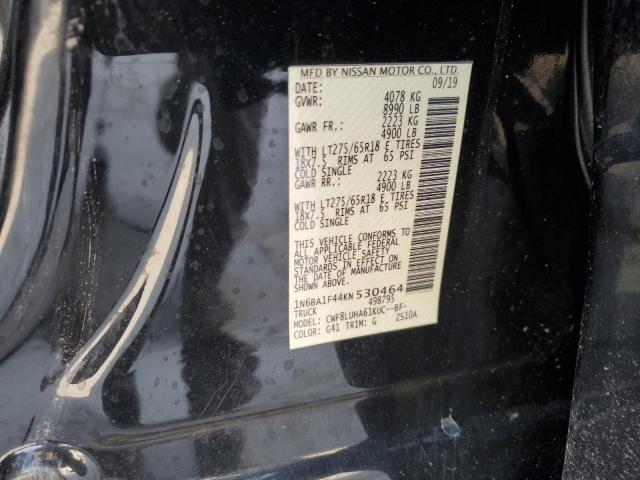 MFD BY NISSAN MOTOR CO., LTD.
DATE: 09/19
GVWR: 4078 KG
8990 LB
GAWR FR.: 2223 KG
4900 LB
WITH LT275/65R18 E TIRES
18X7.5 RIMS AT 65 PSI
COLD SINGLE
GAWR RR.: 2223 KG
4900 LB
WITH LT275/65R18 E TIRES
18X7.5 RIMS AT 65 PSI
COLD SINGLE
THIS VEHICLE CONFORMS TO
ALL APPLICABLE FEDERAL
MOTOR VEHICLE SAFETY
STANDARDS IN EFFECT ON
THE DATE OF MANUFACTURE
SHOWN ABOVE.
1N6BA1F44KN530464
TRUCK 498795
MODEL: CWF8LUHA61KUC--BF-
COLOR: G41 TRIM: G ZS10A